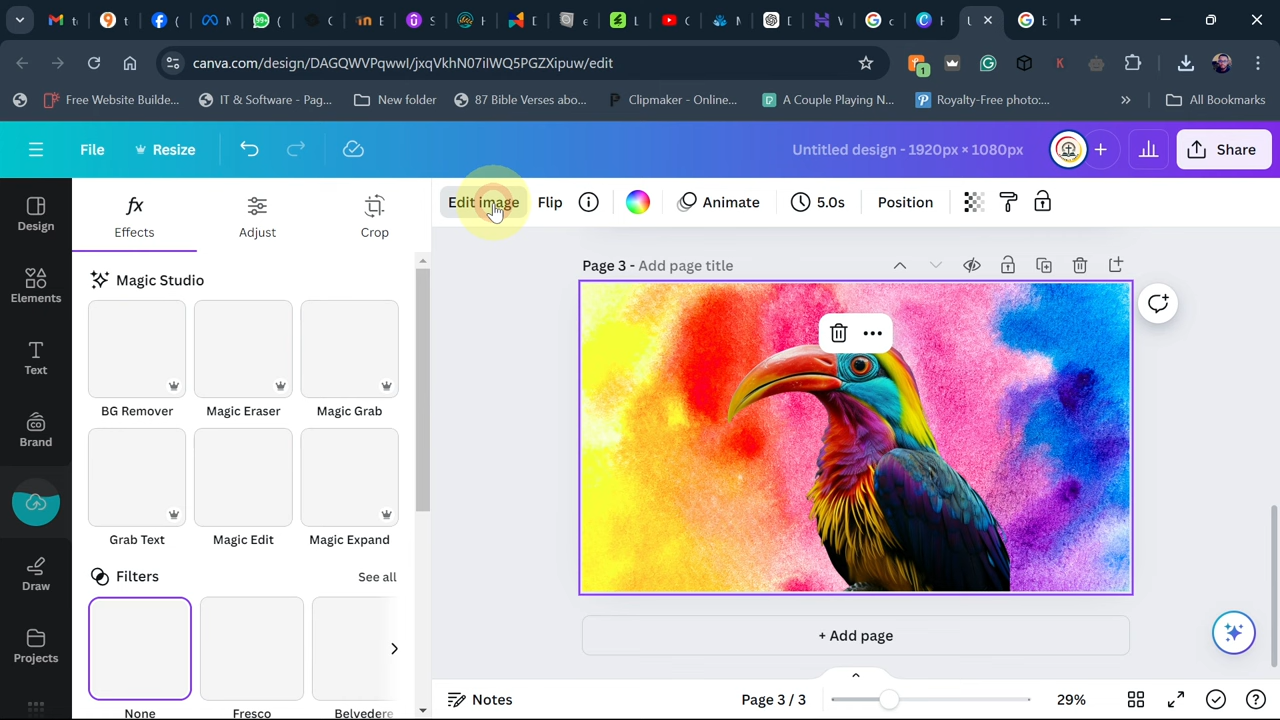 canva.com/design/DAGQWVPqwwI/jxqVkhN07iIWQ5PGZXipuw/edit
Free Website Builde...
IT & Software - Pag...
New folder
87 Bible Verses abo...
Clipmaker - Online...
A Couple Playing N...
Royalty-Free photo:...
All Bookmarks
File
Resize
Untitled design - 1920px × 1080px
Share
Design
Elements
Text
Brand
Draw
Projects
Effects
Adjust
Crop
Edit image
Flip
Animate
5.0s
Position
Magic Studio
BG Remover
Magic Eraser
Magic Grab
Grab Text
Magic Edit
Magic Expand
Filters
See all
None
Fresco
Belvedere
Page 3 - Add page title
+ Add page
Notes
Page 3 / 3
29%